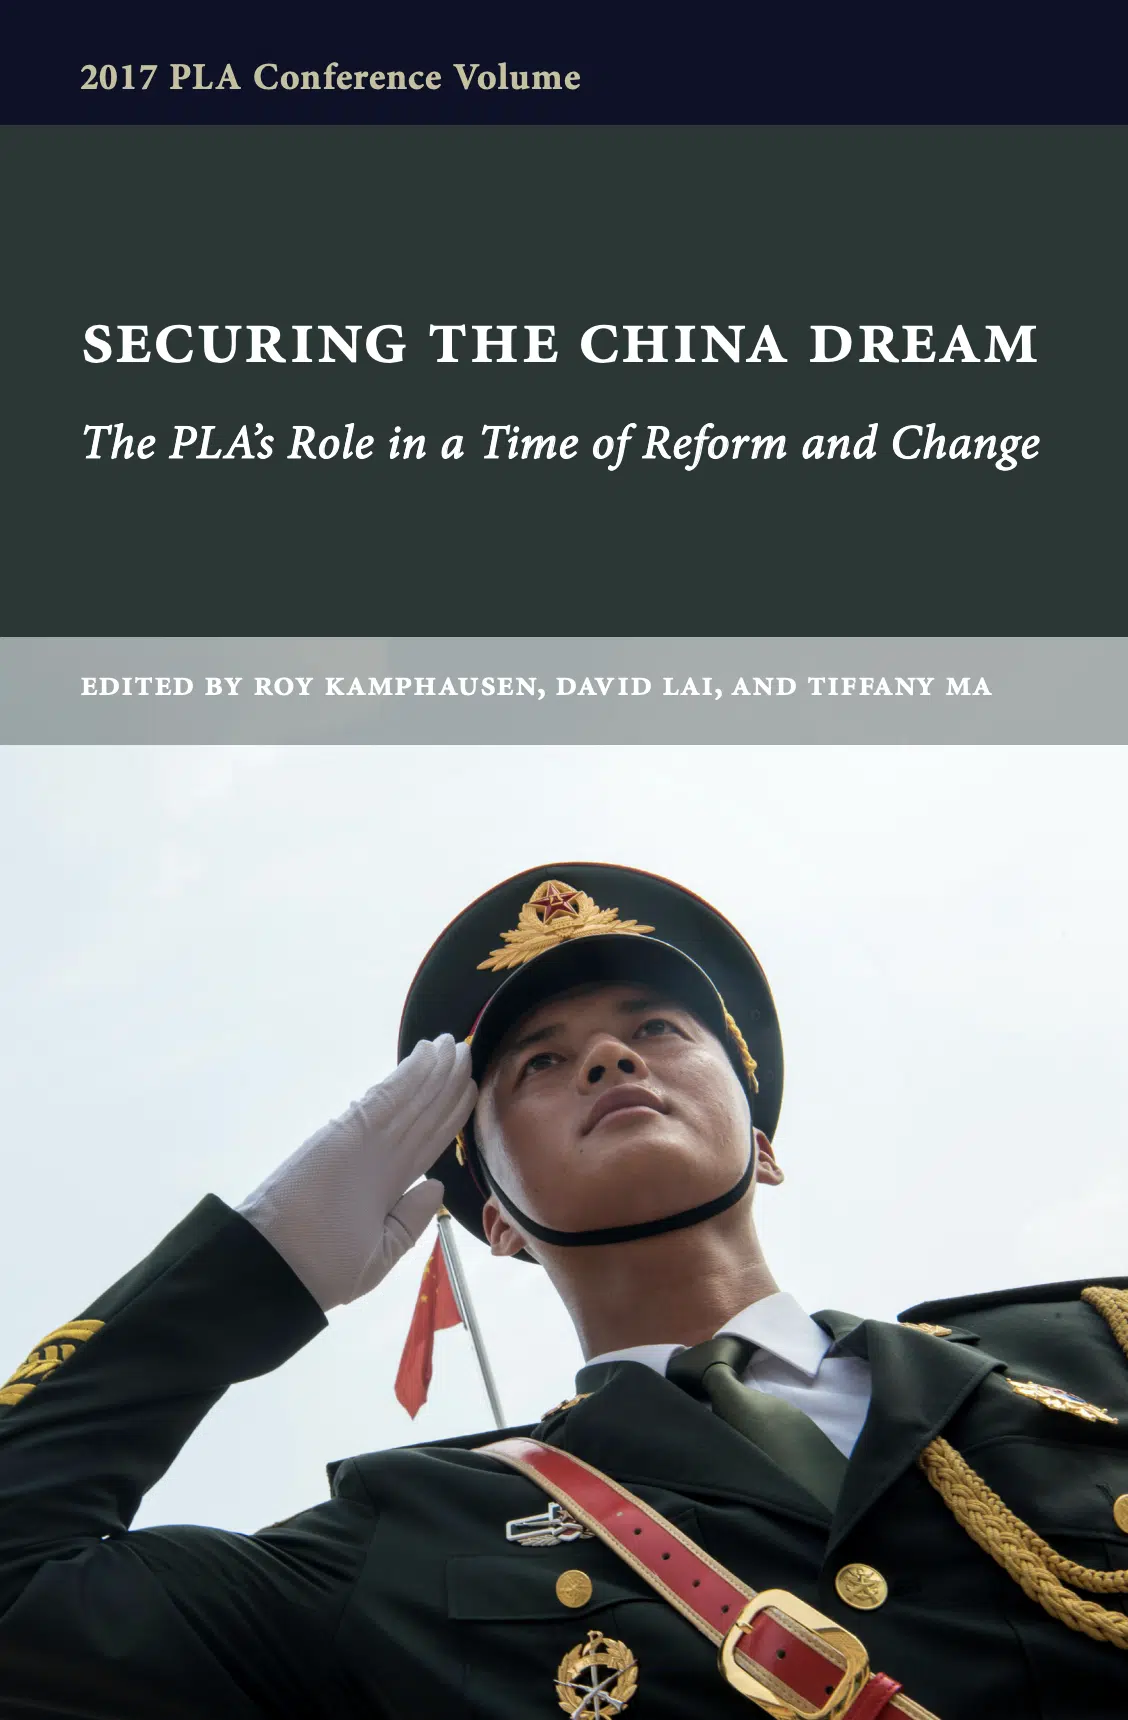 2017 PLA Conference Volume
SECURING THE CHINA DREAM
The PLA’s Role in a Time of Reform and Change
EDITED BY ROY KAMPHAUSEN, DAVID LAI, AND TIFFANY MA